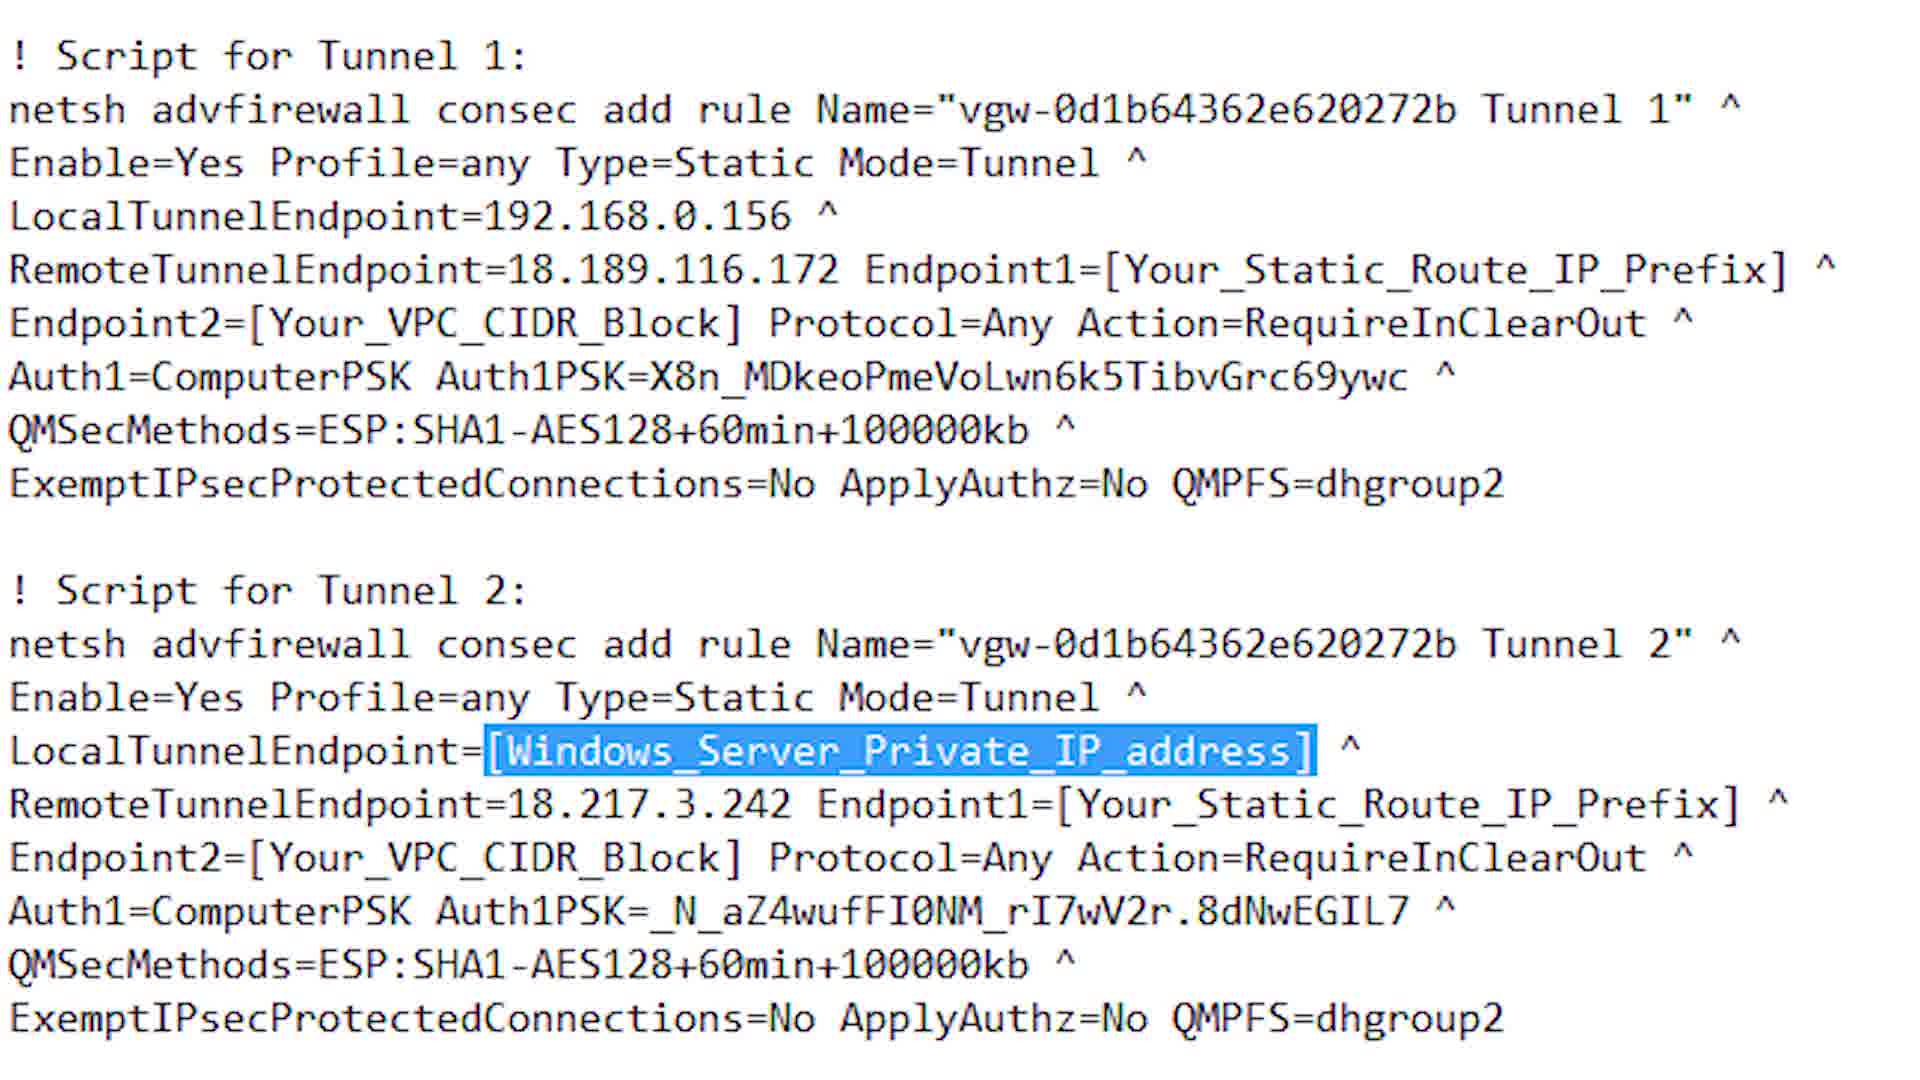 ! Script for Tunnel 1:
netsh advfirewall consec add rule Name="vgw-0d1b64362e620272b Tunnel 1" ^
Enable=Yes Profile=any Type=Static Mode=Tunnel ^
LocalTunnelEndpoint=192.168.0.156 ^
RemoteTunnelEndpoint=18.189.116.172 Endpoint1=[Your_Static_Route_IP_Prefix] ^
Endpoint2=[Your_VPC_CIDR_Block] Protocol=Any Action=RequireInClearOut ^
Auth1=ComputerPSK Auth1PSK=X8n_MDkeoPmeVoLwn6k5TibvGrc69ywc ^
QMSecMethods=ESP:SHA1-AES128+60min+100000kb ^
ExemptIPsecProtectedConnections=No ApplyAuthz=No QMPFS=dhgroup2
! Script for Tunnel 2:
netsh advfirewall consec add rule Name="vgw-0d1b64362e620272b Tunnel 2" ^
Enable=Yes Profile=any Type=Static Mode=Tunnel ^
LocalTunnelEndpoint=[Windows_Server_Private_IP_address] ^
RemoteTunnelEndpoint=18.217.3.242 Endpoint1=[Your_Static_Route_IP_Prefix] ^
Endpoint2=[Your_VPC_CIDR_Block] Protocol=Any Action=RequireInClearOut ^
Auth1=ComputerPSK Auth1PSK=_N_aZ4wufFI0NM_rI7wV2r.8dNwEGIL7 ^
QMSecMethods=ESP:SHA1-AES128+60min+100000kb ^
ExemptIPsecProtectedConnections=No ApplyAuthz=No QMPFS=dhgroup2